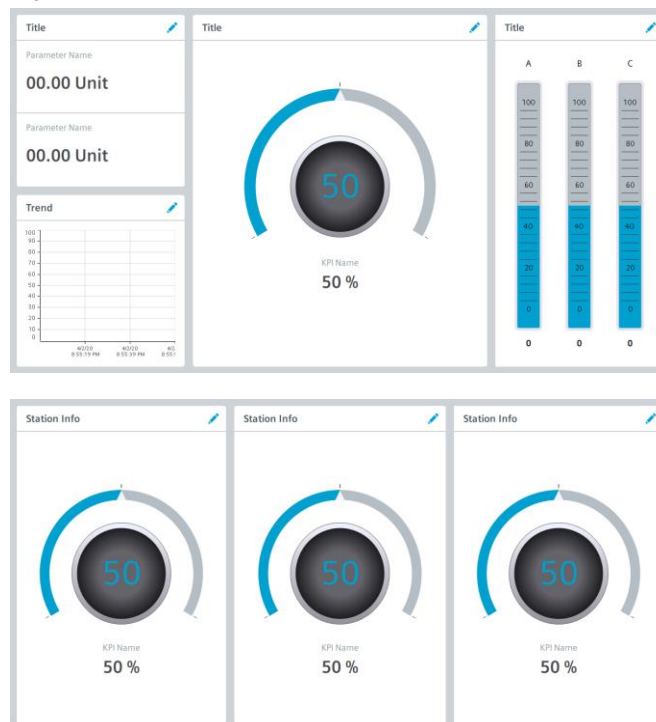 Title
Parameter Name
00.00 Unit
Parameter Name
00.00 Unit
Trend
100
90
80
70
60
50
40
30
20
10
0
4/2/20 4/2/20 4/2
8:55:19 PM 8:55:39 PM 8:55:
Title
50
KPI Name
50 %
Title
A B C
100 100 100
80 80 80
60 60 60
40 40 40
20 20 20
0 0 0
0 0 0
Station Info
50
KPI Name
50 %
Station Info
50
KPI Name
50 %
Station Info
50
KPI Name
50 %